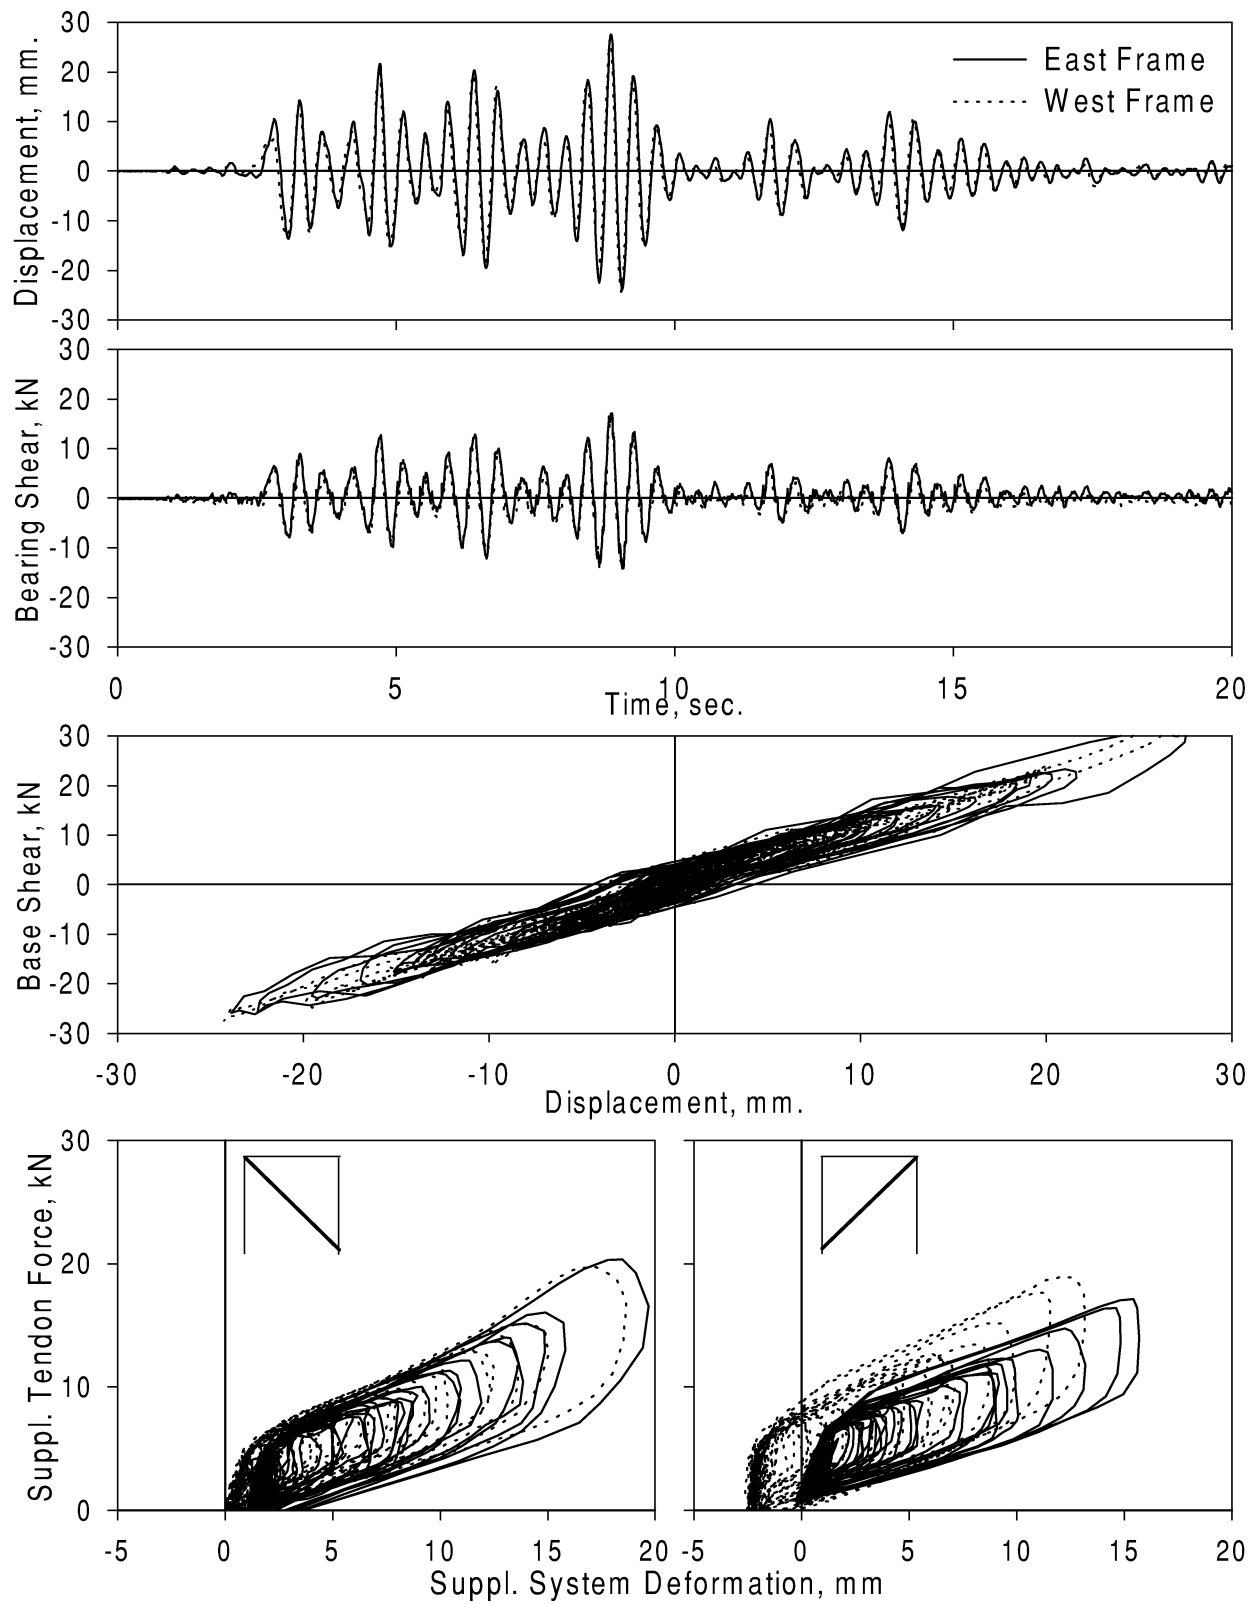 30
20
10
0
-10
-20
-30
Displacement, mm.
East Frame
West Frame
30
20
10
0
-10
-20
-30
Bearing Shear, kN
0 5 10 15 20
Time, sec.
30
20
10
0
-10
-20
-30
Base Shear, kN
-30 -20 -10 0 10 20 30
Displacement, mm.
30
20
10
0
Suppl. Tendon Force, kN
-5 0 5 10 15 20 -5 0 5 10 15 20
Suppl. System Deformation, mm